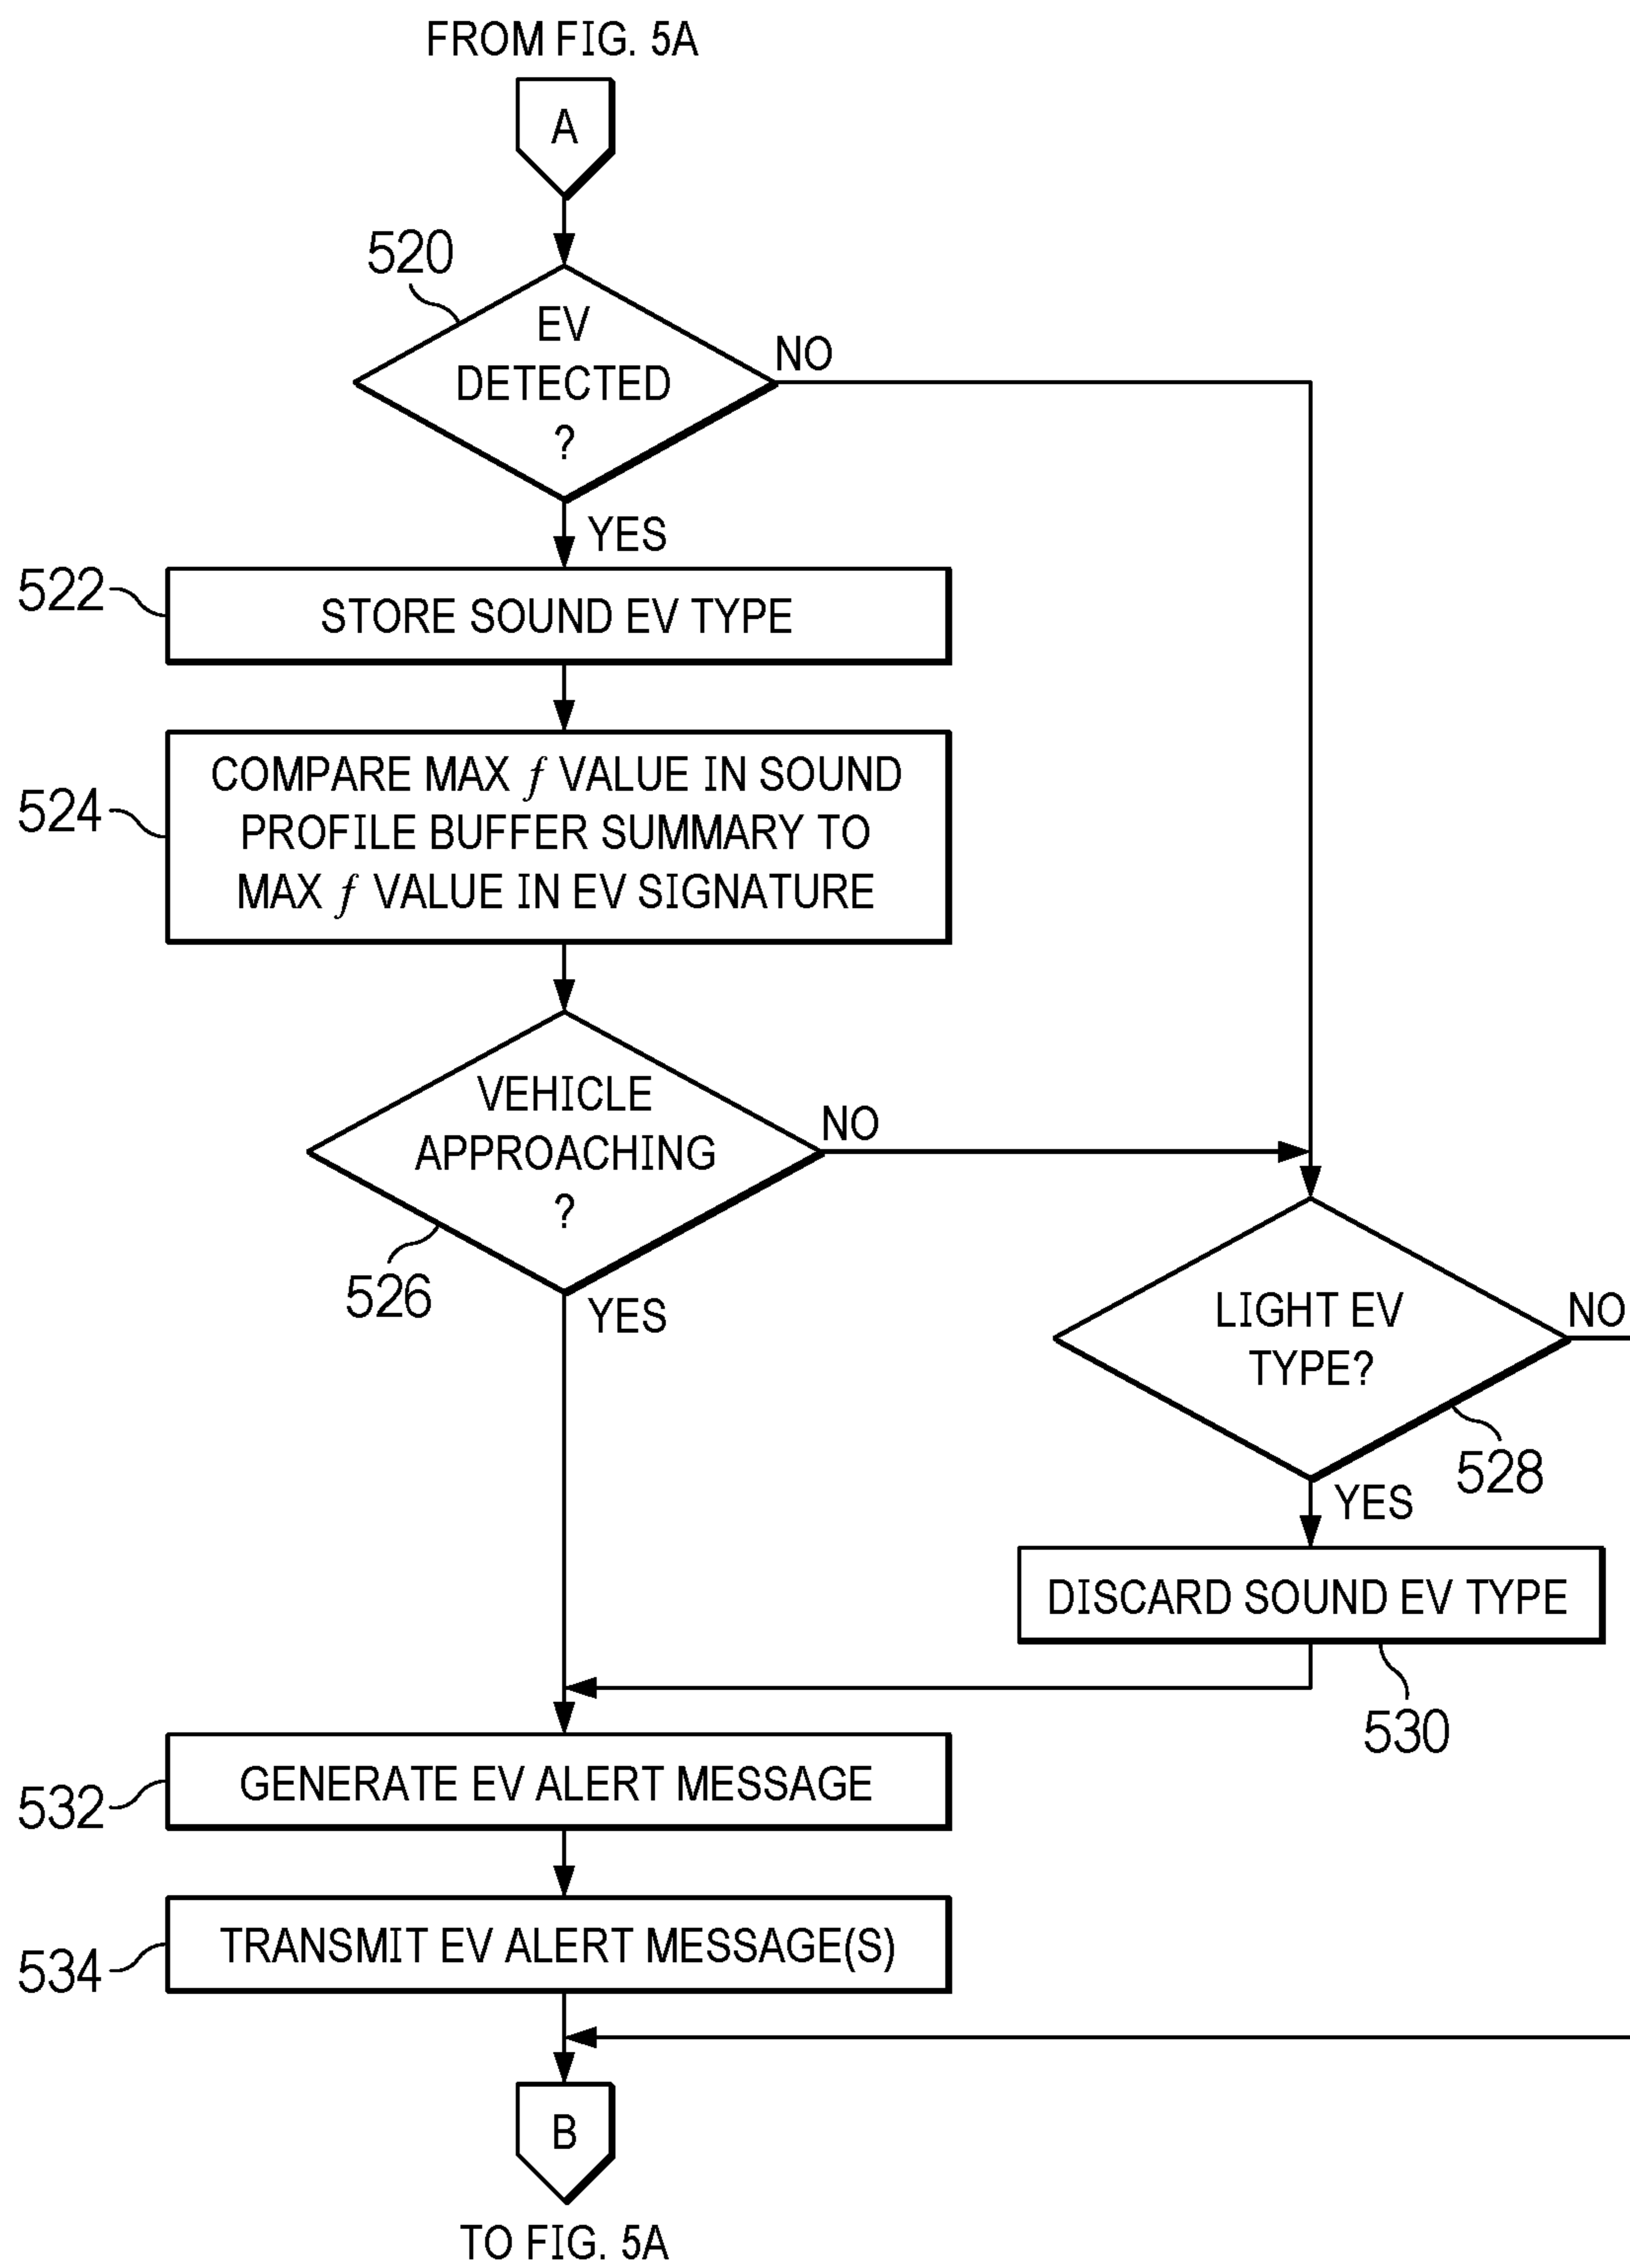 FROM FIG. 5A
A
520
EV
DETECTED
?
NO
YES
522
STORE SOUND EV TYPE
524
COMPARE MAX f VALUE IN SOUND
PROFILE BUFFER SUMMARY TO
MAX f VALUE IN EV SIGNATURE
VEHICLE
APPROACHING
?
NO
526
YES
LIGHT EV
TYPE?
NO
528
YES
DISCARD SOUND EV TYPE
530
532
GENERATE EV ALERT MESSAGE
534
TRANSMIT EV ALERT MESSAGE(S)
B
TO FIG. 5A